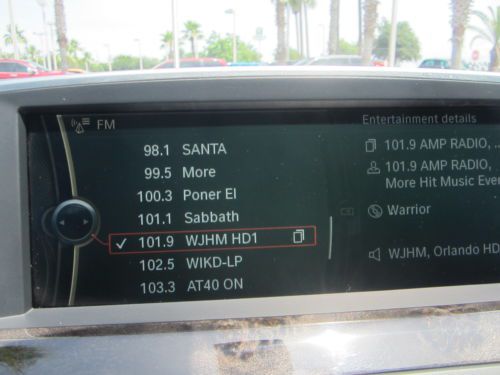 FM
Entertainment details
98.1 SANTA
99.5 More
100.3 Poner El
101.1 Sabbath
101.9 WJHM HD1
102.5 WIKD-LP
103.3 AT40 ON
101.9 AMP RADIO, ..
101.9 AMP RADIO,
More Hit Music Ever
Warrior
WJHM, Orlando HD